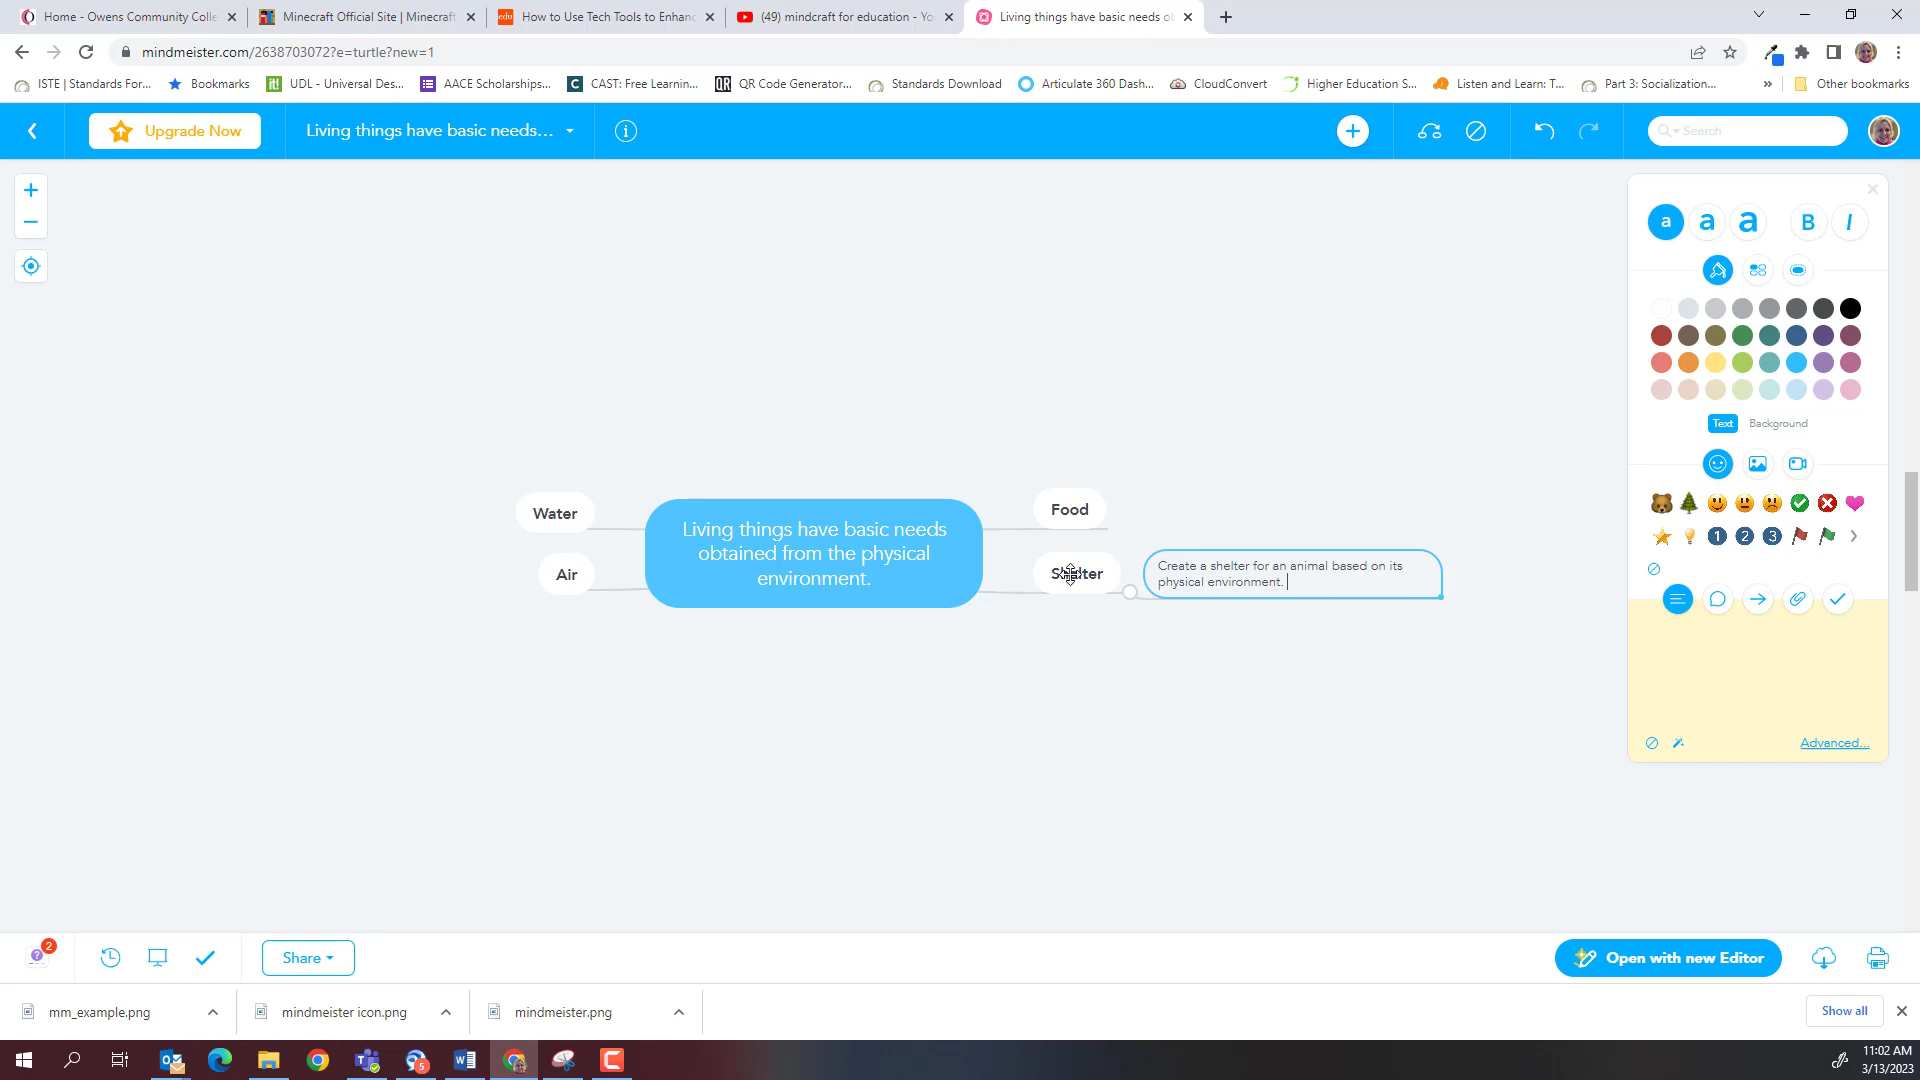 Home - Owens Community Colle
Minecraft Official Site | Minecraft
How to Use Tech Tools to Enhanc
(49) mindcraft for education - Yo
Living things have basic needs o
mindmeister.com/2638703072?e=turtle?new=1
ISTE | Standards For...
Bookmarks
UDL - Universal Des...
AACE Scholarships...
CAST: Free Learnin...
QR Code Generator...
Standards Download
Articulate 360 Dash...
CloudConvert
Higher Education S...
Listen and Learn: T...
Part 3: Socialization...
»
Other bookmarks
Upgrade Now
Living things have basic needs...
Search
a a a B I
Text Background
1 2 3
Advanced...
Water
Air
Living things have basic needs
obtained from the physical
environment.
Food
Shelter
Create a shelter for an animal based on its
physical environment.
2
Share
Open with new Editor
mm_example.png
mindmeister icon.png
mindmeister.png
Show all
11:02 AM
3/13/2023